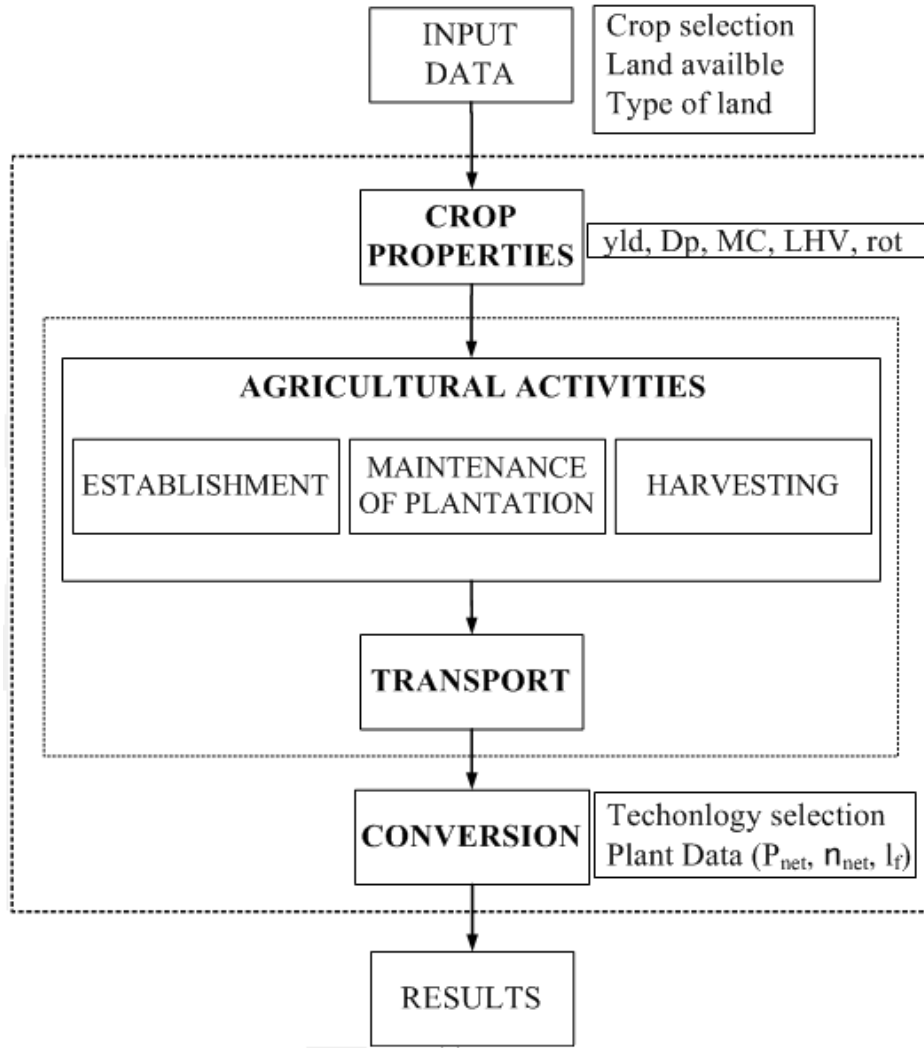 INPUT
DATA
Crop selection
Land availble
Type of land
CROP
PROPERTIES
yld, Dp, MC, LHV, rot
AGRICULTURAL ACTIVITIES
ESTABLISHMENT
MAINTENANCE
OF PLANTATION
HARVESTING
TRANSPORT
CONVERSION
Techonlogy selection
Plant Data (Pnet, nnet, lf)
RESULTS